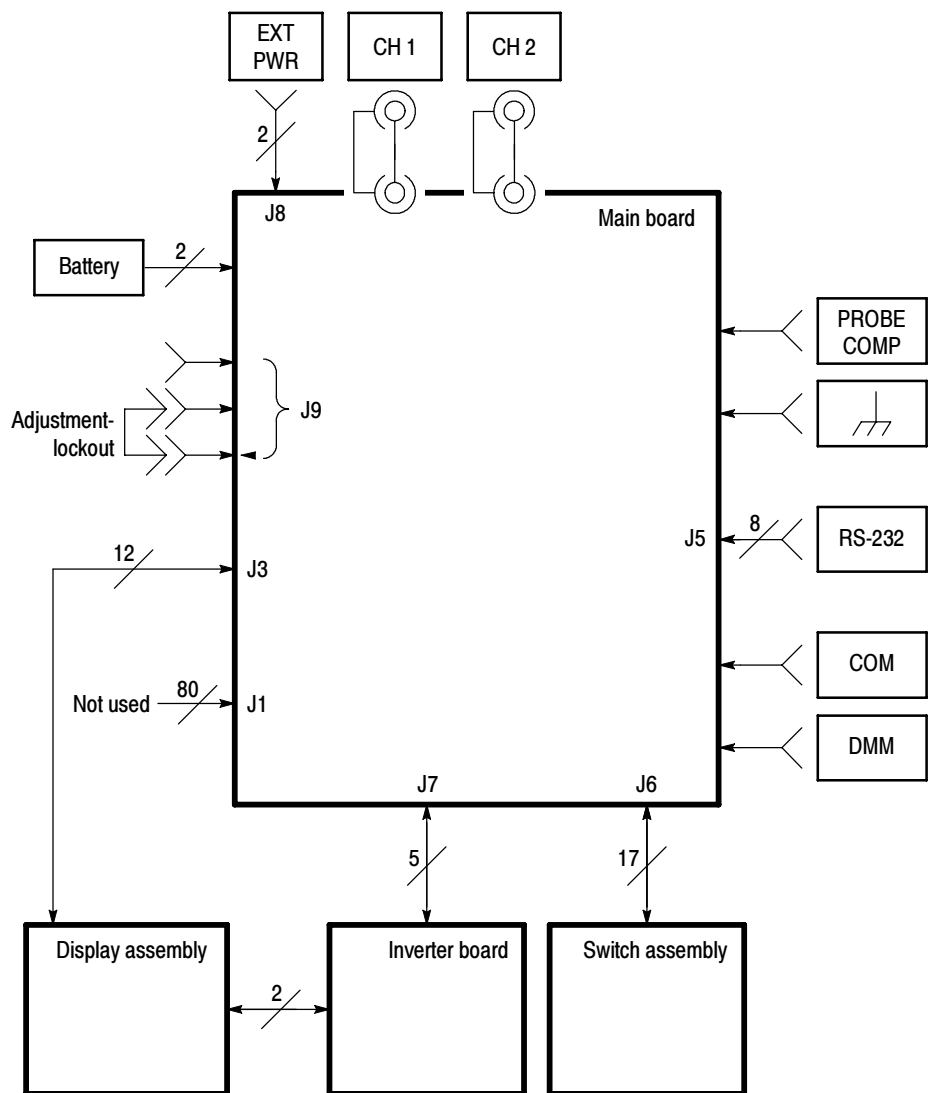 EXT
PWR
CH 1
CH 2
2
J8
Main board
Battery
2
PROBE
COMP
J9
Adjustment-
lockout
8
J5
RS-232
12
J3
COM
Not used
80
J1
DMM
J7
J6
5
17
Display assembly
Inverter board
Switch assembly
2